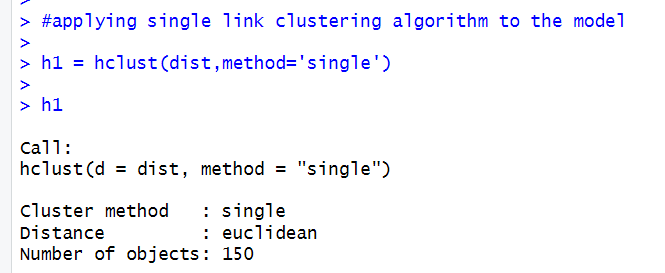 >
> #applying single link clustering algorithm to the model
>
> h1 = hclust(dist,method='single')
>
> h1
Call:
hclust(d = dist, method = "single")
Cluster method   : single
Distance         : euclidean
Number of objects: 150